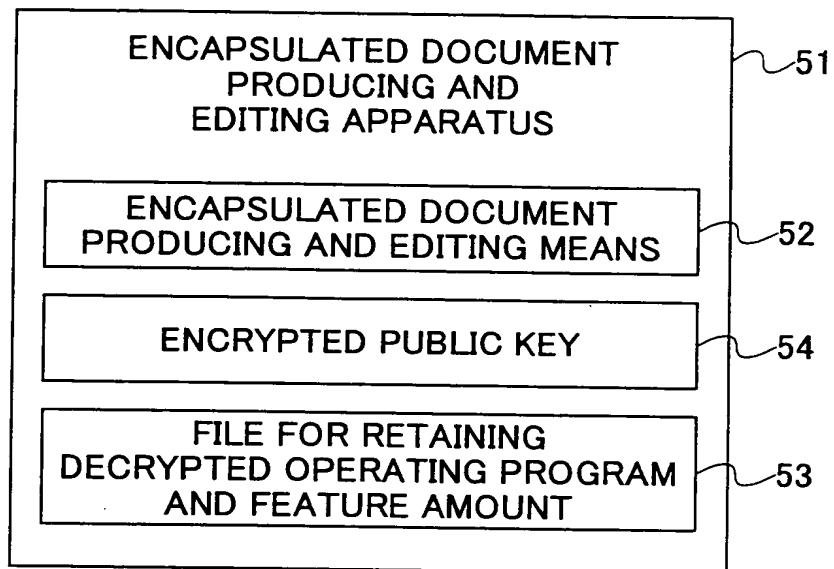 ENCAPSULATED DOCUMENT
PRODUCING AND
EDITING APPARATUS
51
ENCAPSULATED DOCUMENT
PRODUCING AND EDITING MEANS
52
ENCRYPTED PUBLIC KEY
54
FILE FOR RETAINING
DECRYPTED OPERATING PROGRAM
AND FEATURE AMOUNT
53